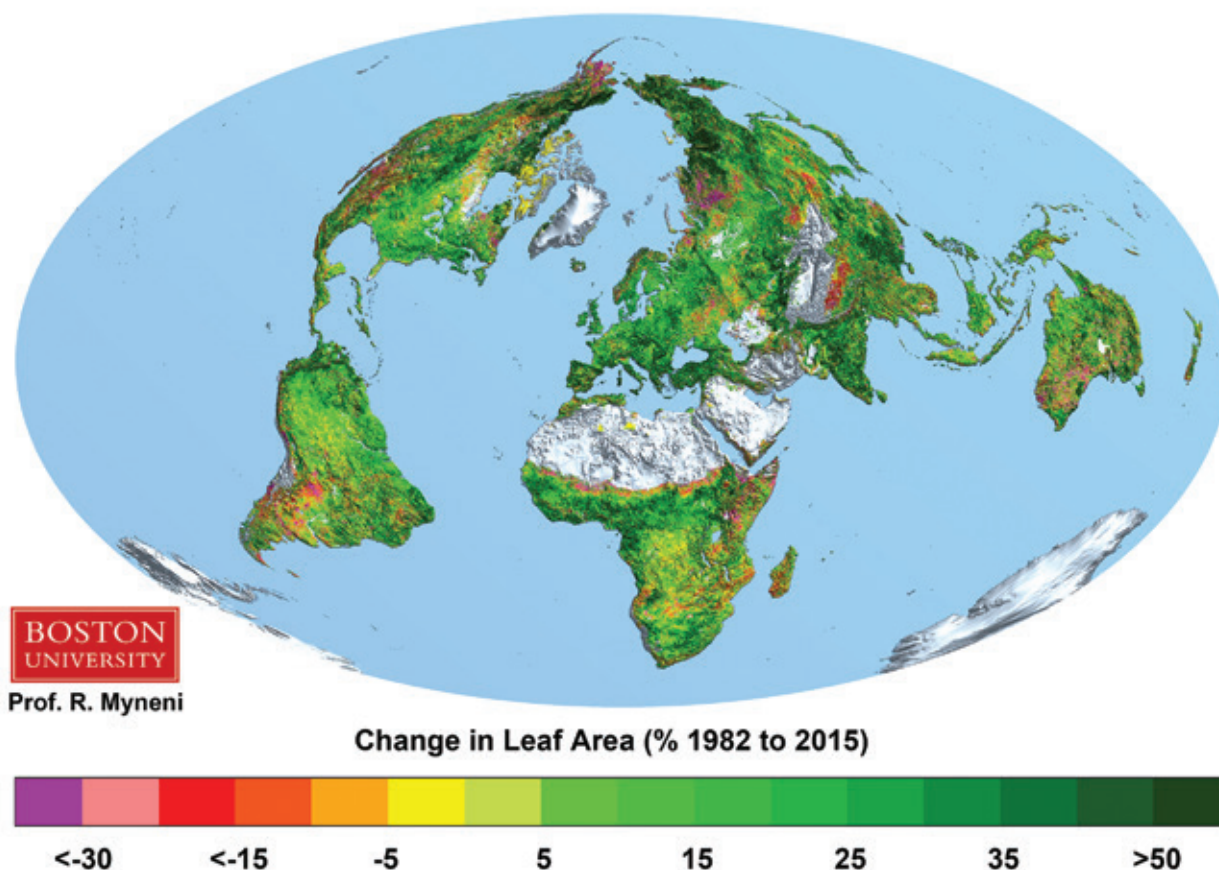 BOSTON
UNIVERSITY
Prof. R. Myneni
Change in Leaf Area (% 1982 to 2015)
<-30 <-15 -5 5 15 25 35 >50